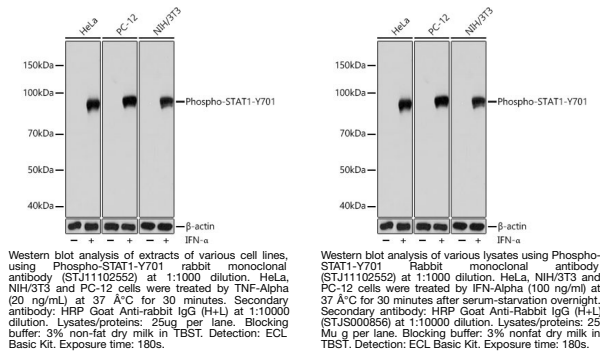 HeLa
PC-12
NIH/3T3
150kDa
100kDa
Phospho-STAT1-Y701
70kDa
50kDa
40kDa
β-actin
− + − + − + IFN-α
Western blot analysis of extracts of various cell lines,
using Phospho-STAT1-Y701 rabbit monoclonal
antibody (STJ11102552) at 1:1000 dilution. HeLa,
NIH/3T3 and PC-12 cells were treated by TNF-Alpha
(20 ng/mL) at 37 Â°C for 30 minutes. Secondary
antibody: HRP Goat Anti-rabbit IgG (H+L) at 1:10000
dilution. Lysates/proteins: 25ug per lane. Blocking
buffer: 3% non-fat dry milk in TBST. Detection: ECL
Basic Kit. Exposure time: 180s.
HeLa
PC-12
NIH/3T3
150kDa
100kDa
Phospho-STAT1-Y701
70kDa
50kDa
40kDa
β-actin
− + − + − + IFN-α
Western blot analysis of various lysates using Phospho-
STAT1-Y701 Rabbit monoclonal antibody
(STJ11102552) at 1:1000 dilution. HeLa, NIH/3T3 and
PC-12 cells were treated by IFN-Alpha (100 ng/ml) at
37 Â°C for 30 minutes after serum-starvation overnight.
Secondary antibody: HRP Goat Anti-rabbit IgG (H+L)
(STJS000856) at 1:10000 dilution. Lysates/proteins: 25
Mu g per lane. Blocking buffer: 3% nonfat dry milk in
TBST. Detection: ECL Basic Kit. Exposure time: 180s.